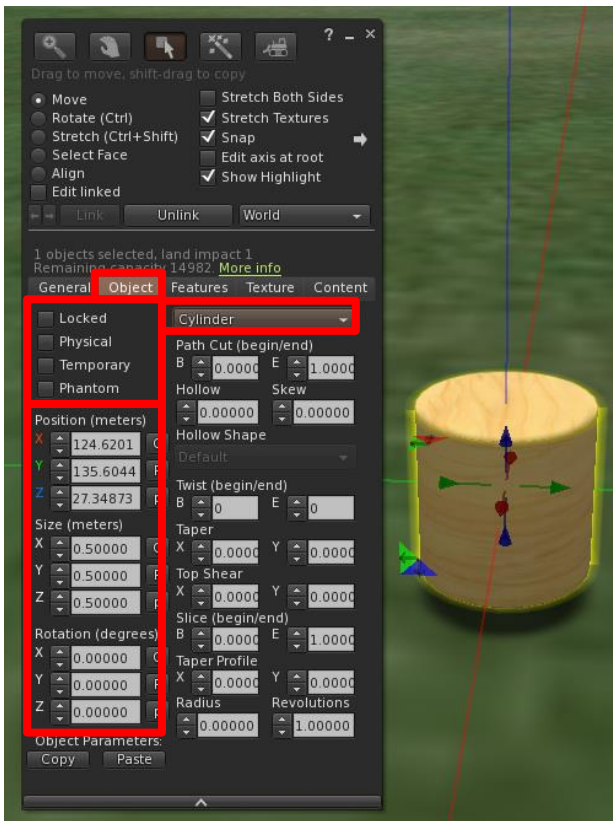 ? _ ×
Drag to move, shift-drag to copy
Move
Rotate (Ctrl)
Stretch (Ctrl+Shift)
Select Face
Align
Edit linked
Stretch Both Sides
Stretch Textures
Snap
Edit axis at root
Show Highlight
Link Unlink World
1 objects selected, land impact 1
Remaining capacity 14982. More info
General Object Features Texture Content
Locked
Physical
Temporary
Phantom
Position (meters)
X 124.6201
Y 135.6044
Z 27.34873
Size (meters)
X 0.50000
Y 0.50000
Z 0.50000
Rotation (degrees)
X 0.00000
Y 0.00000
Z 0.00000
Object Parameters:
Copy Paste
Cylinder
Path Cut (begin/end)
B 0.0000 E 1.0000
Hollow Skew
0.00000 0.00000
Hollow Shape
Default
Twist (begin/end)
B 0 E 0
Taper
X 0.0000 Y 0.0000
Top Shear
X 0.0000 Y 0.0000
Slice (begin/end)
B 0.0000 E 1.0000
Taper Profile
X 0.0000 Y 0.0000
Radius Revolutions
0.00000 1.00000